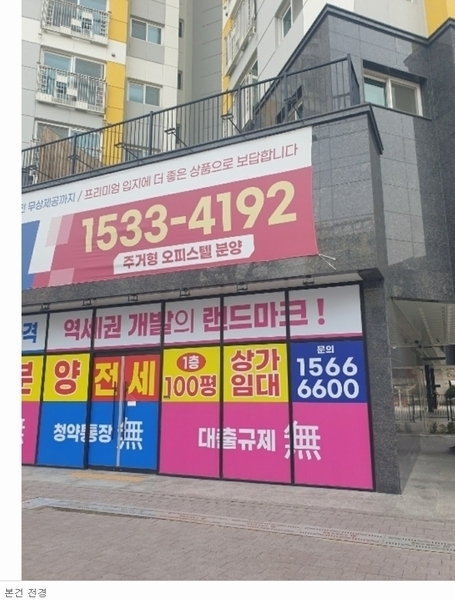 무상제공까지 / 프리미엄 입지에 더 좋은 상품으로 보답합니다
1533-4192
주거형 오피스텔 분양
격
역세권 개발의 랜드마크 !
분 양 전 세
1층
100평
상가
임대
문의
1566
6600
청약통장 無
대출규제 無
본건 전경